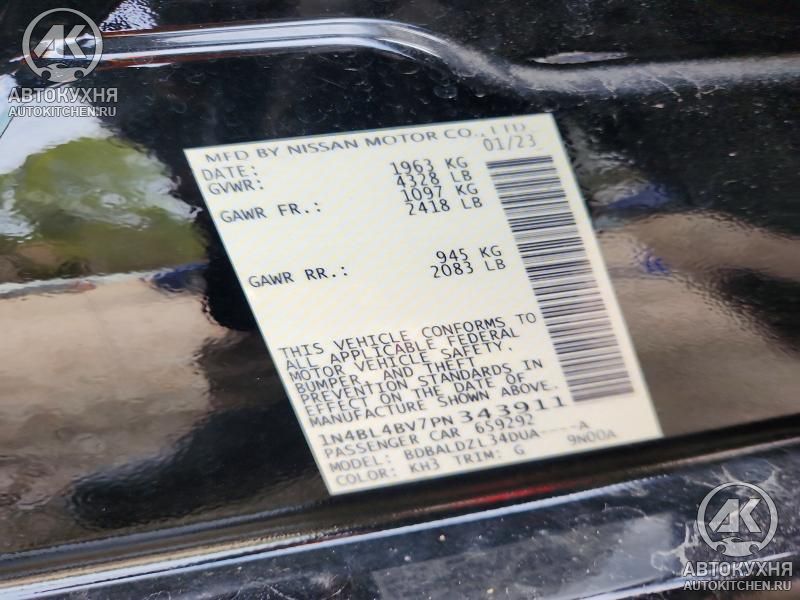 АК
АВТОКУХНЯ
AUTOKITCHEN.RU
MFD BY NISSAN MOTOR CO., LTD
DATE: 01/23
GVWR: 1963 KG
4328 LB
GAWR FR.: 1097 KG
2418 LB
GAWR RR.: 945 KG
2083 LB
THIS VEHICLE CONFORMS TO
ALL APPLICABLE FEDERAL
MOTOR VEHICLE SAFETY,
BUMPER, AND THEFT
PREVENTION STANDARDS IN
EFFECT ON THE DATE OF
MANUFACTURE SHOWN ABOVE.
1N4BL4BV7PN343911
PASSENGER CAR 659292
MODEL: BDBALDZL34DUA-----A
COLOR: KH3 TRIM: G 9N00A
АК
АВТОКУХНЯ
AUTOKITCHEN.RU